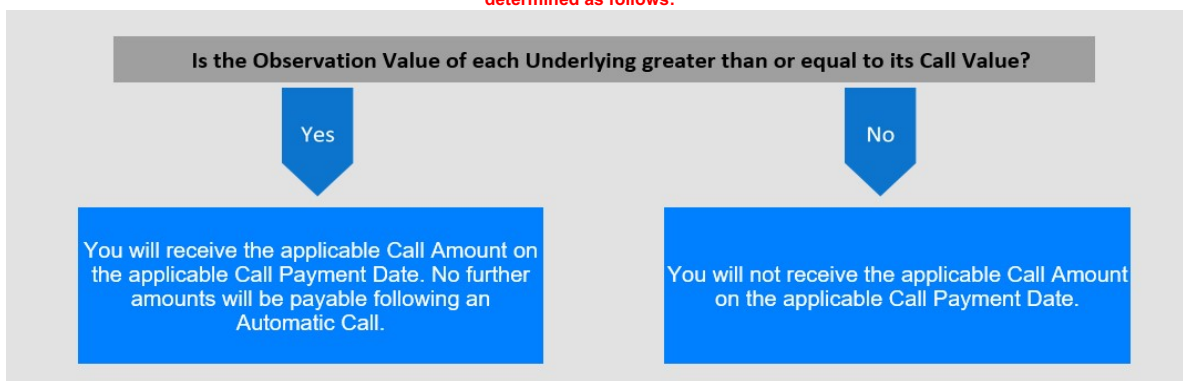 determined as follows:
Is the Observation Value of each Underlying greater than or equal to its Call Value?
Yes
No
You will receive the applicable Call Amount on
the applicable Call Payment Date. No further
amounts will be payable following an
Automatic Call.
You will not receive the applicable Call Amount
on the applicable Call Payment Date.